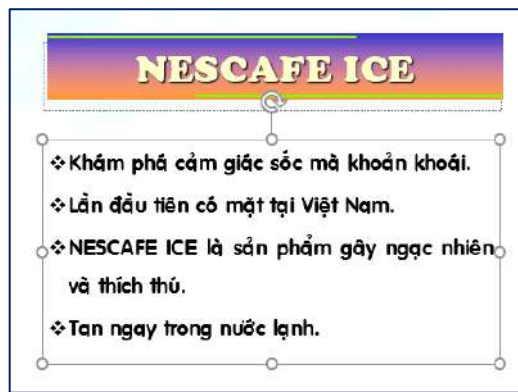 NESCAFE ICE
❖Khám phá cảm giác sốc mà khoản khoái.
❖Lần đầu tiên có mặt tại Việt Nam.
❖NESCAFE ICE là sản phẩm gây ngạc nhiên
và thích thú.
❖Tan ngay trong nước lạnh.